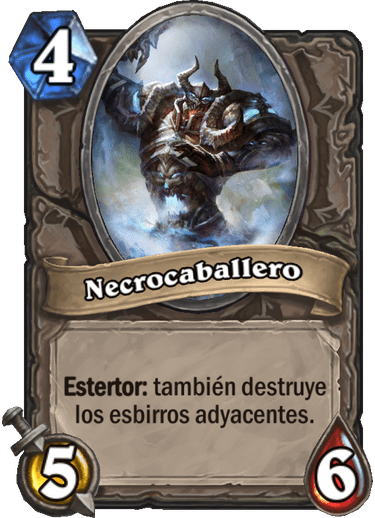 4
Necrocaballero
Estertor: también destruye
los esbirros adyacentes.
5
6